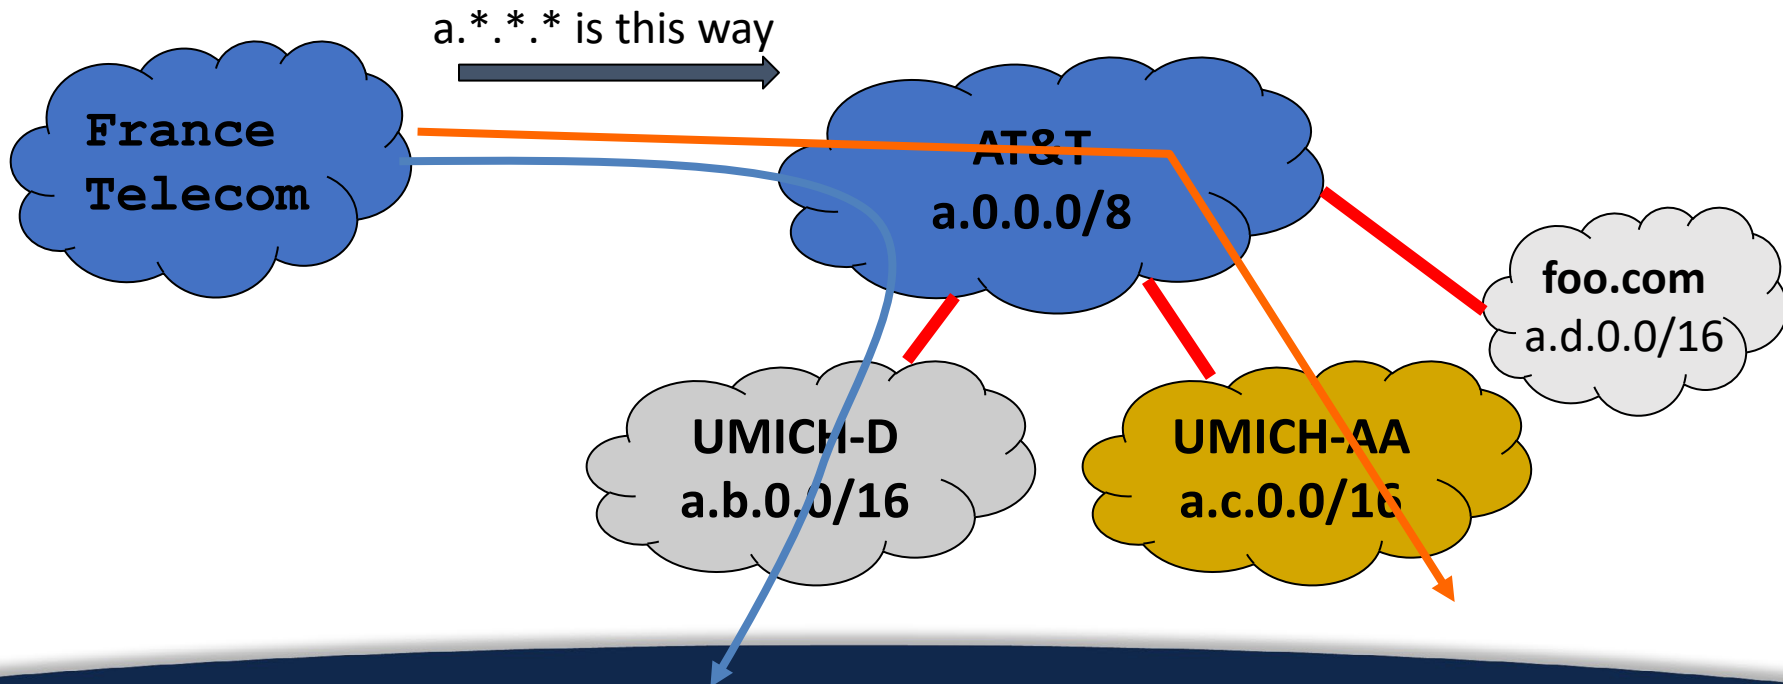 a.*.*.* is this way
France
Telecom
AT&T
a.0.0.0/8
foo.com
a.d.0.0/16
UMICH-D
a.b.0.0/16
UMICH-AA
a.c.0.0/16